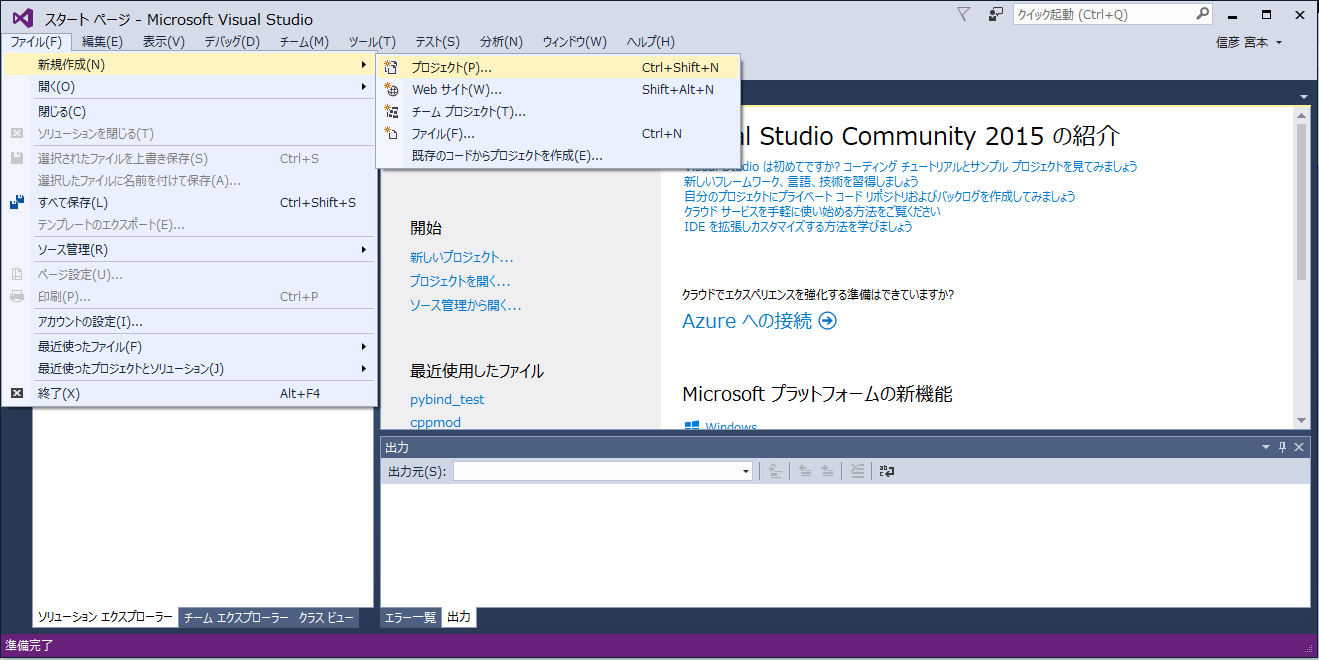 スタート ページ - Microsoft Visual Studio
クイック起動 (Ctrl+Q)
ファイル(F) 編集(E) 表示(V) デバッグ(D) チーム(M) ツール(T) テスト(S) 分析(N) ウィンドウ(W) ヘルプ(H)
信彦 宮本
新規作成(N)
開く(O)
閉じる(C)
ソリューションを閉じる(T)
選択されたファイルを上書き保存(S) Ctrl+S
選択したファイルに名前を付けて保存(A)...
すべて保存(L) Ctrl+Shift+S
テンプレートのエクスポート(E)...
ソース管理(R)
ページ設定(U)...
印刷(P)... Ctrl+P
アカウントの設定(I)...
最近使ったファイル(F)
最近使ったプロジェクトとソリューション(J)
終了(X) Alt+F4
プロジェクト(P)... Ctrl+Shift+N
Web サイト(W)... Shift+Alt+N
チーム プロジェクト(T)...
ファイル(F)... Ctrl+N
既存のコードからプロジェクトを作成(E)...
開始
新しいプロジェクト...
プロジェクトを開く...
ソース管理から開く...
最近使用したファイル
pybind_test
cppmod
al Studio Community 2015 の紹介
Visual Studio は初めてですか? コーディング チュートリアルとサンプル プロジェクトを見てみましょう
新しいフレームワーク、言語、技術を習得しましょう
自分のプロジェクトにプライベート コード リポジトリおよびバックログを作成してみましょう
クラウド サービスを手軽に使い始める方法をご覧ください
IDE を拡張しカスタマイズする方法を学びましょう
クラウドでエクスペリエンスを強化する準備はできていますか?
Azure への接続
Microsoft プラットフォームの新機能
Windows
出力
出力元(S):
ソリューション エクスプローラー チーム エクスプローラー クラス ビュー
エラー一覧 出力
準備完了